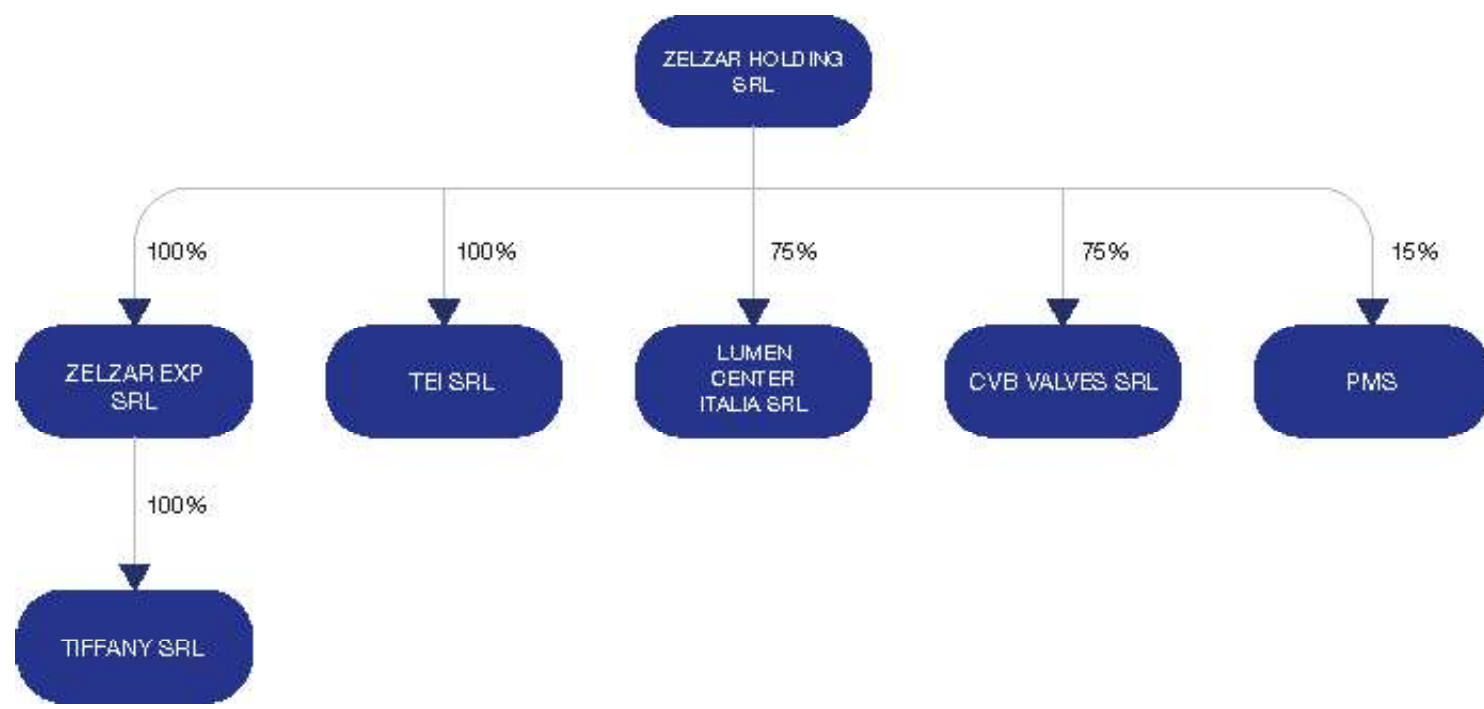 ZELZAR HOLDING
SRL
100%
100%
75%
75%
15%
ZELZAR EXP
SRL
TEI SRL
LUMEN
CENTER
ITALIA SRL
CVB VALVES SRL
PMS
100%
TIFFANY SRL